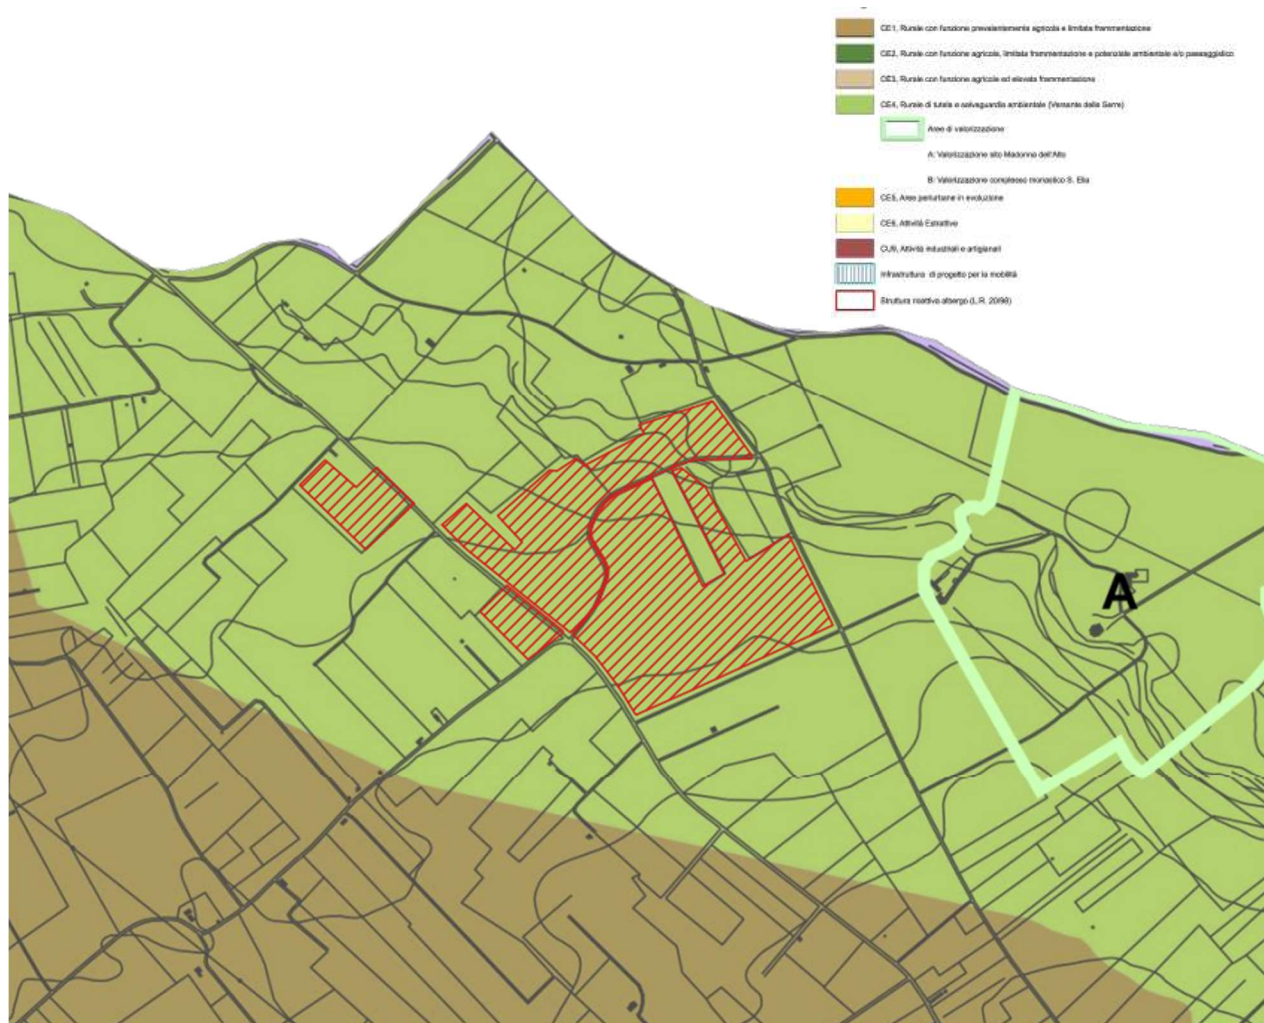 CE1, Rurale con funzione prevalentemente agricola e limitata frammentazione
CE2, Rurale con funzione agricola, limitata frammentazione e potenziale ambientale e/o paesaggistico
CE3, Rurale con funzione agricola ed elevata frammentazione
CE4, Rurale di tutela e salvaguardia ambientale (Versante delle Serre)
Aree di valorizzazione
A: Valorizzazione sito Madonna dell'Alto
B: Valorizzazione complesso monastico S. Elia
CE5, Aree periurbane in evoluzione
CE6, Attività Estrattive
CU9, Attività industriali e artigianali
Infrastruttura di progetto per la mobilità
Struttura ricettiva albergo (L.R. 20/98)
A